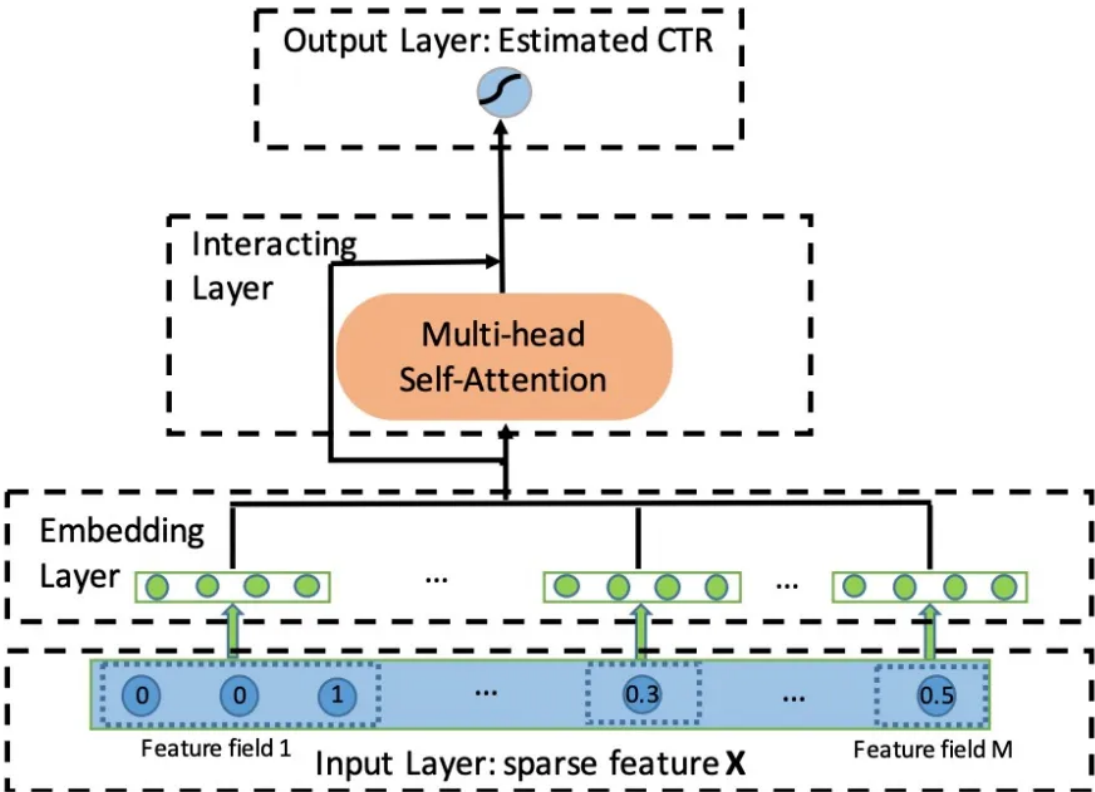 Output Layer: Estimated CTR
Interacting
Layer
Multi-head
Self-Attention
Embedding
Layer
... ...
0 0 1 ... 0.3 ... 0.5
Feature field 1
Feature field M
Input Layer: sparse feature X